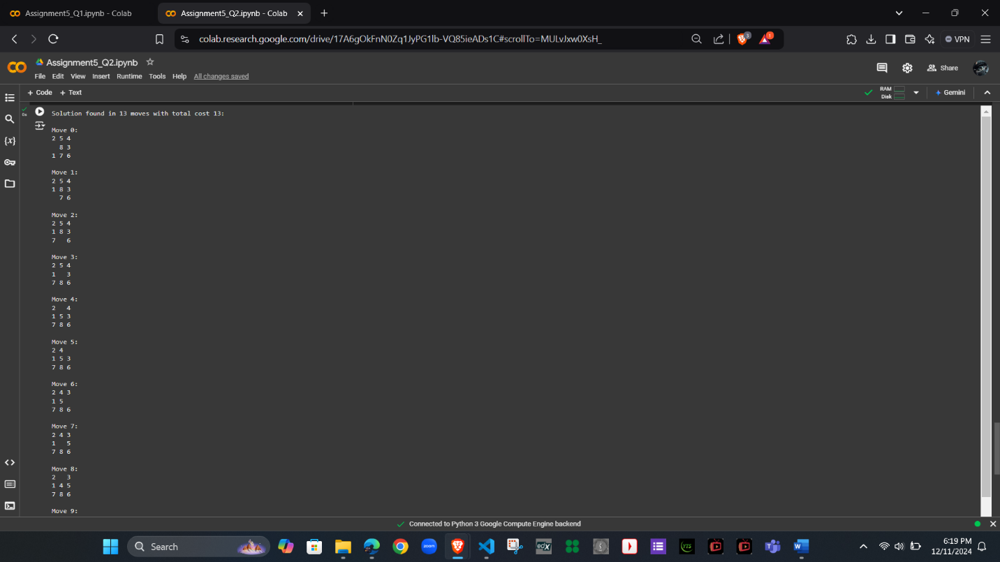 Assignment5_Q1.ipynb - Colab
Assignment5_Q2.ipynb - Colab
colab.research.google.com/drive/17A6gOkFnN0Zq1JyPG1lb-VQ85ieADs1C#scrollTo=MULvJxw0XsH_
3
1
VPN
Assignment5_Q2.ipynb
File Edit View Insert Runtime Tools Help All changes saved
Share
+ Code + Text
RAM
Disk
Gemini
0s
{x}
Solution found in 13 moves with total cost 13:
Move 0:
2 5 4
  8 3
1 7 6
Move 1:
2 5 4
1 8 3
  7 6
Move 2:
2 5 4
1 8 3
7   6
Move 3:
2 5 4
1   3
7 8 6
Move 4:
2   4
1 5 3
7 8 6
Move 5:
2 4
1 5 3
7 8 6
Move 6:
2 4 3
1 5
7 8 6
Move 7:
2 4 3
1   5
7 8 6
Move 8:
2   3
1 4 5
7 8 6
Move 9:
Connected to Python 3 Google Compute Engine backend
Search
zoom
edX
YTS
6:19 PM
12/11/2024